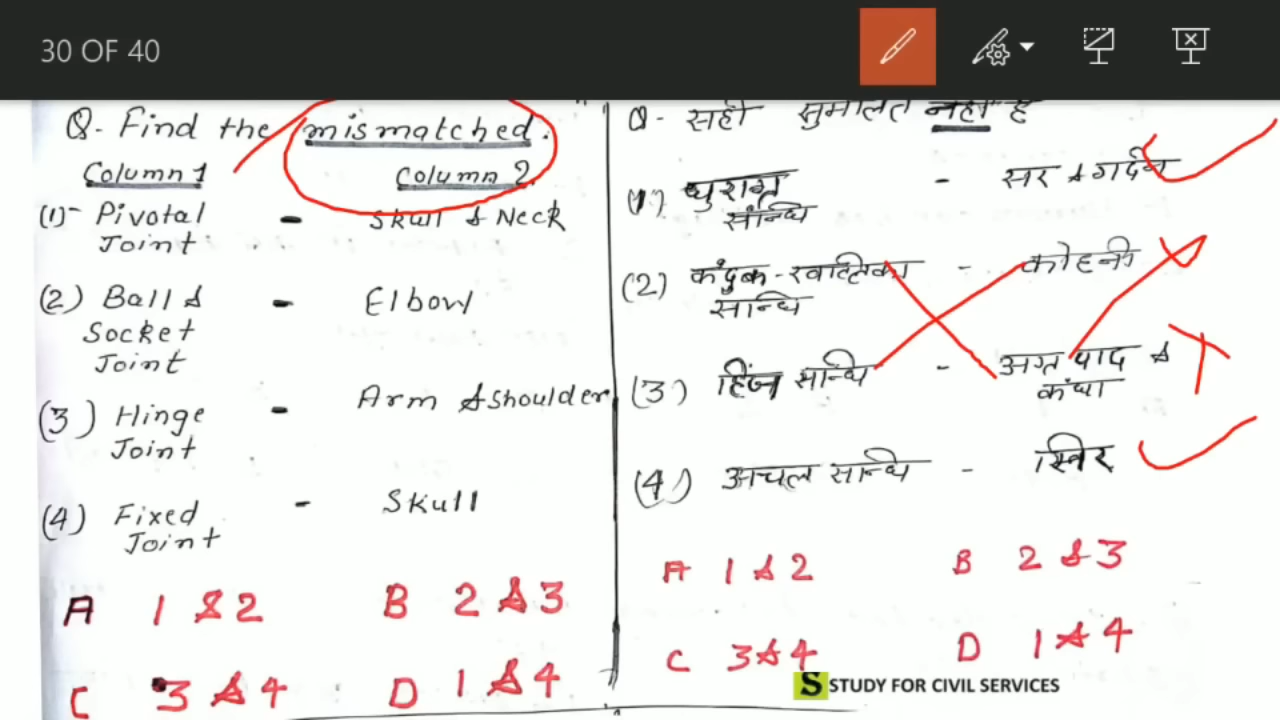 30 OF 40
Q- Find the mismatched.
Column 1 Column 2
(1)- Pivotal Joint - Skull & Neck
(2) Ball & Socket Joint - Elbow
(3) Hinge Joint - Arm & Shoulder
(4) Fixed Joint - Skull
A 1 & 2 B 2 & 3
C 3 & 4 D 1 & 4
Q- सही नहीं है
(1) सन्धि - सर & गर्दन
(2) कंदुक - सन्धि - कोहनी
(3) हिंज सन्धि - अग्र पाद & कंधा
(4) अचल सन्धि -
A 1 & 2 B 2 & 3
C 3 & 4 D 1 & 4
S STUDY FOR CIVIL SERVICES